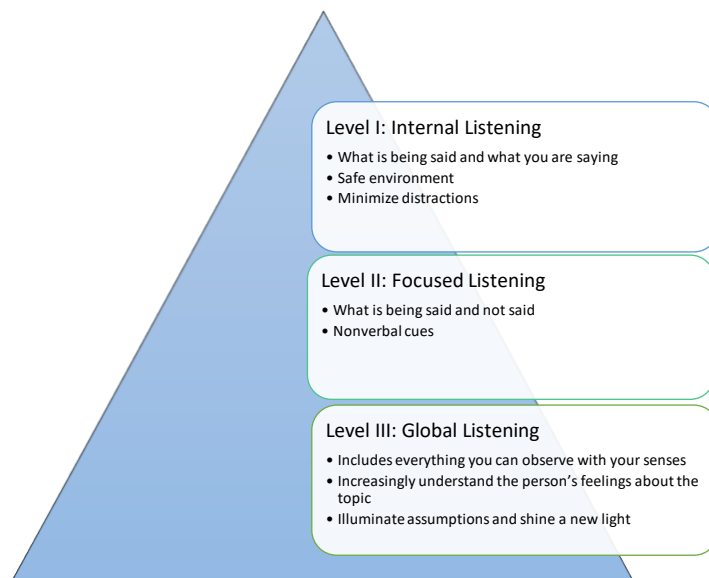 Level I: Internal Listening
• What is being said and what you are saying
• Safe environment
• Minimize distractions
Level II: Focused Listening
• What is being said and not said
• Nonverbal cues
Level III: Global Listening
• Includes everything you can observe with your senses
• Increasingly understand the person’s feelings about the
topic
• Illuminate assumptions and shine a new light